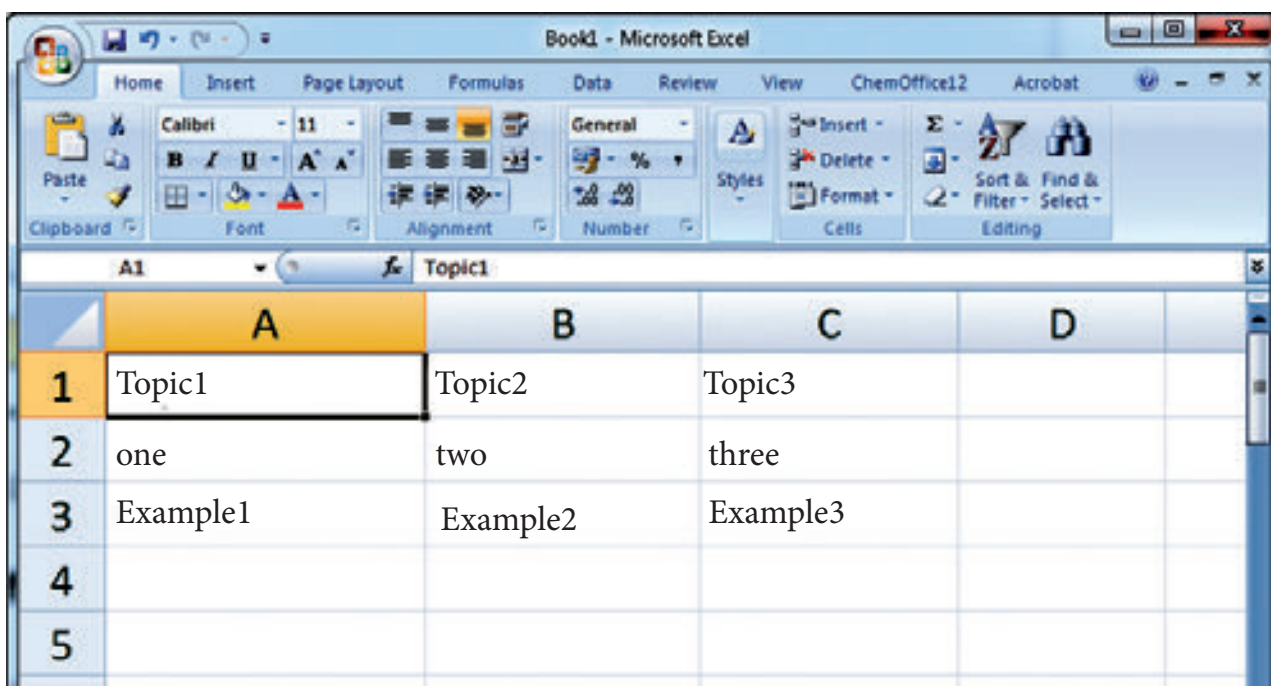 Book1 - Microsoft Excel
Home Insert Page Layout Formulas Data Review View ChemOffice12 Acrobat
Calibri 11 General Insert Σ
B I U A A % , Delete
Paste Styles Format Sort & Find &
A Filter Select
Clipboard Font Alignment Number Cells Editing
A1 fx Topic1
A B C D
1 Topic1 Topic2 Topic3
2 one two three
3 Example1 Example2 Example3
4
5